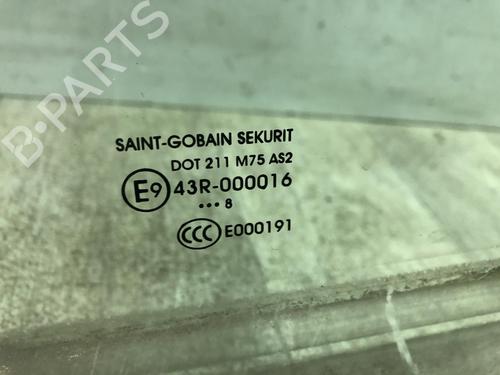 B-PARTS
SAINT-GOBAIN SEKURIT
DOT 211 M75 AS2
E9 43R-000016
••• 8
CCC E000191